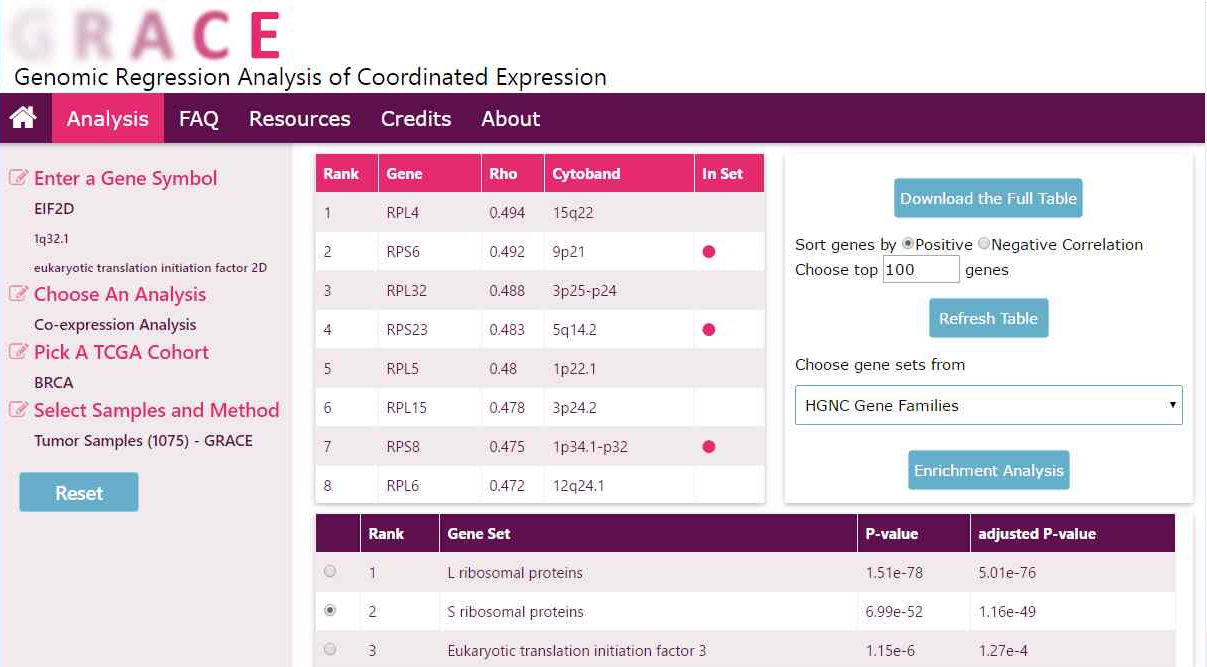 GRACE
Genomic Regression Analysis of Coordinated Expression
Analysis FAQ Resources Credits About
Enter a Gene Symbol
EIF2D
1q32.1
eukaryotic translation initiation factor 2D
Choose An Analysis
Co-expression Analysis
Pick A TCGA Cohort
BRCA
Select Samples and Method
Tumor Samples (1075) - GRACE
Reset
Rank Gene Rho Cytoband In Set
1 RPL4 0.494 15q22
2 RPS6 0.492 9p21
3 RPL32 0.488 3p25-p24
4 RPS23 0.483 5q14.2
5 RPL5 0.48 1p22.1
6 RPL15 0.478 3p24.2
7 RPS8 0.475 1p34.1-p32
8 RPL6 0.472 12q24.1
Download the Full Table
Sort genes by Positive Negative Correlation
Choose top 100 genes
Refresh Table
Choose gene sets from
HGNC Gene Families
Enrichment Analysis
Rank Gene Set P-value adjusted P-value
1 L ribosomal proteins 1.51e-78 5.01e-76
2 S ribosomal proteins 6.99e-52 1.16e-49
3 Eukaryotic translation initiation factor 3 1.15e-6 1.27e-4